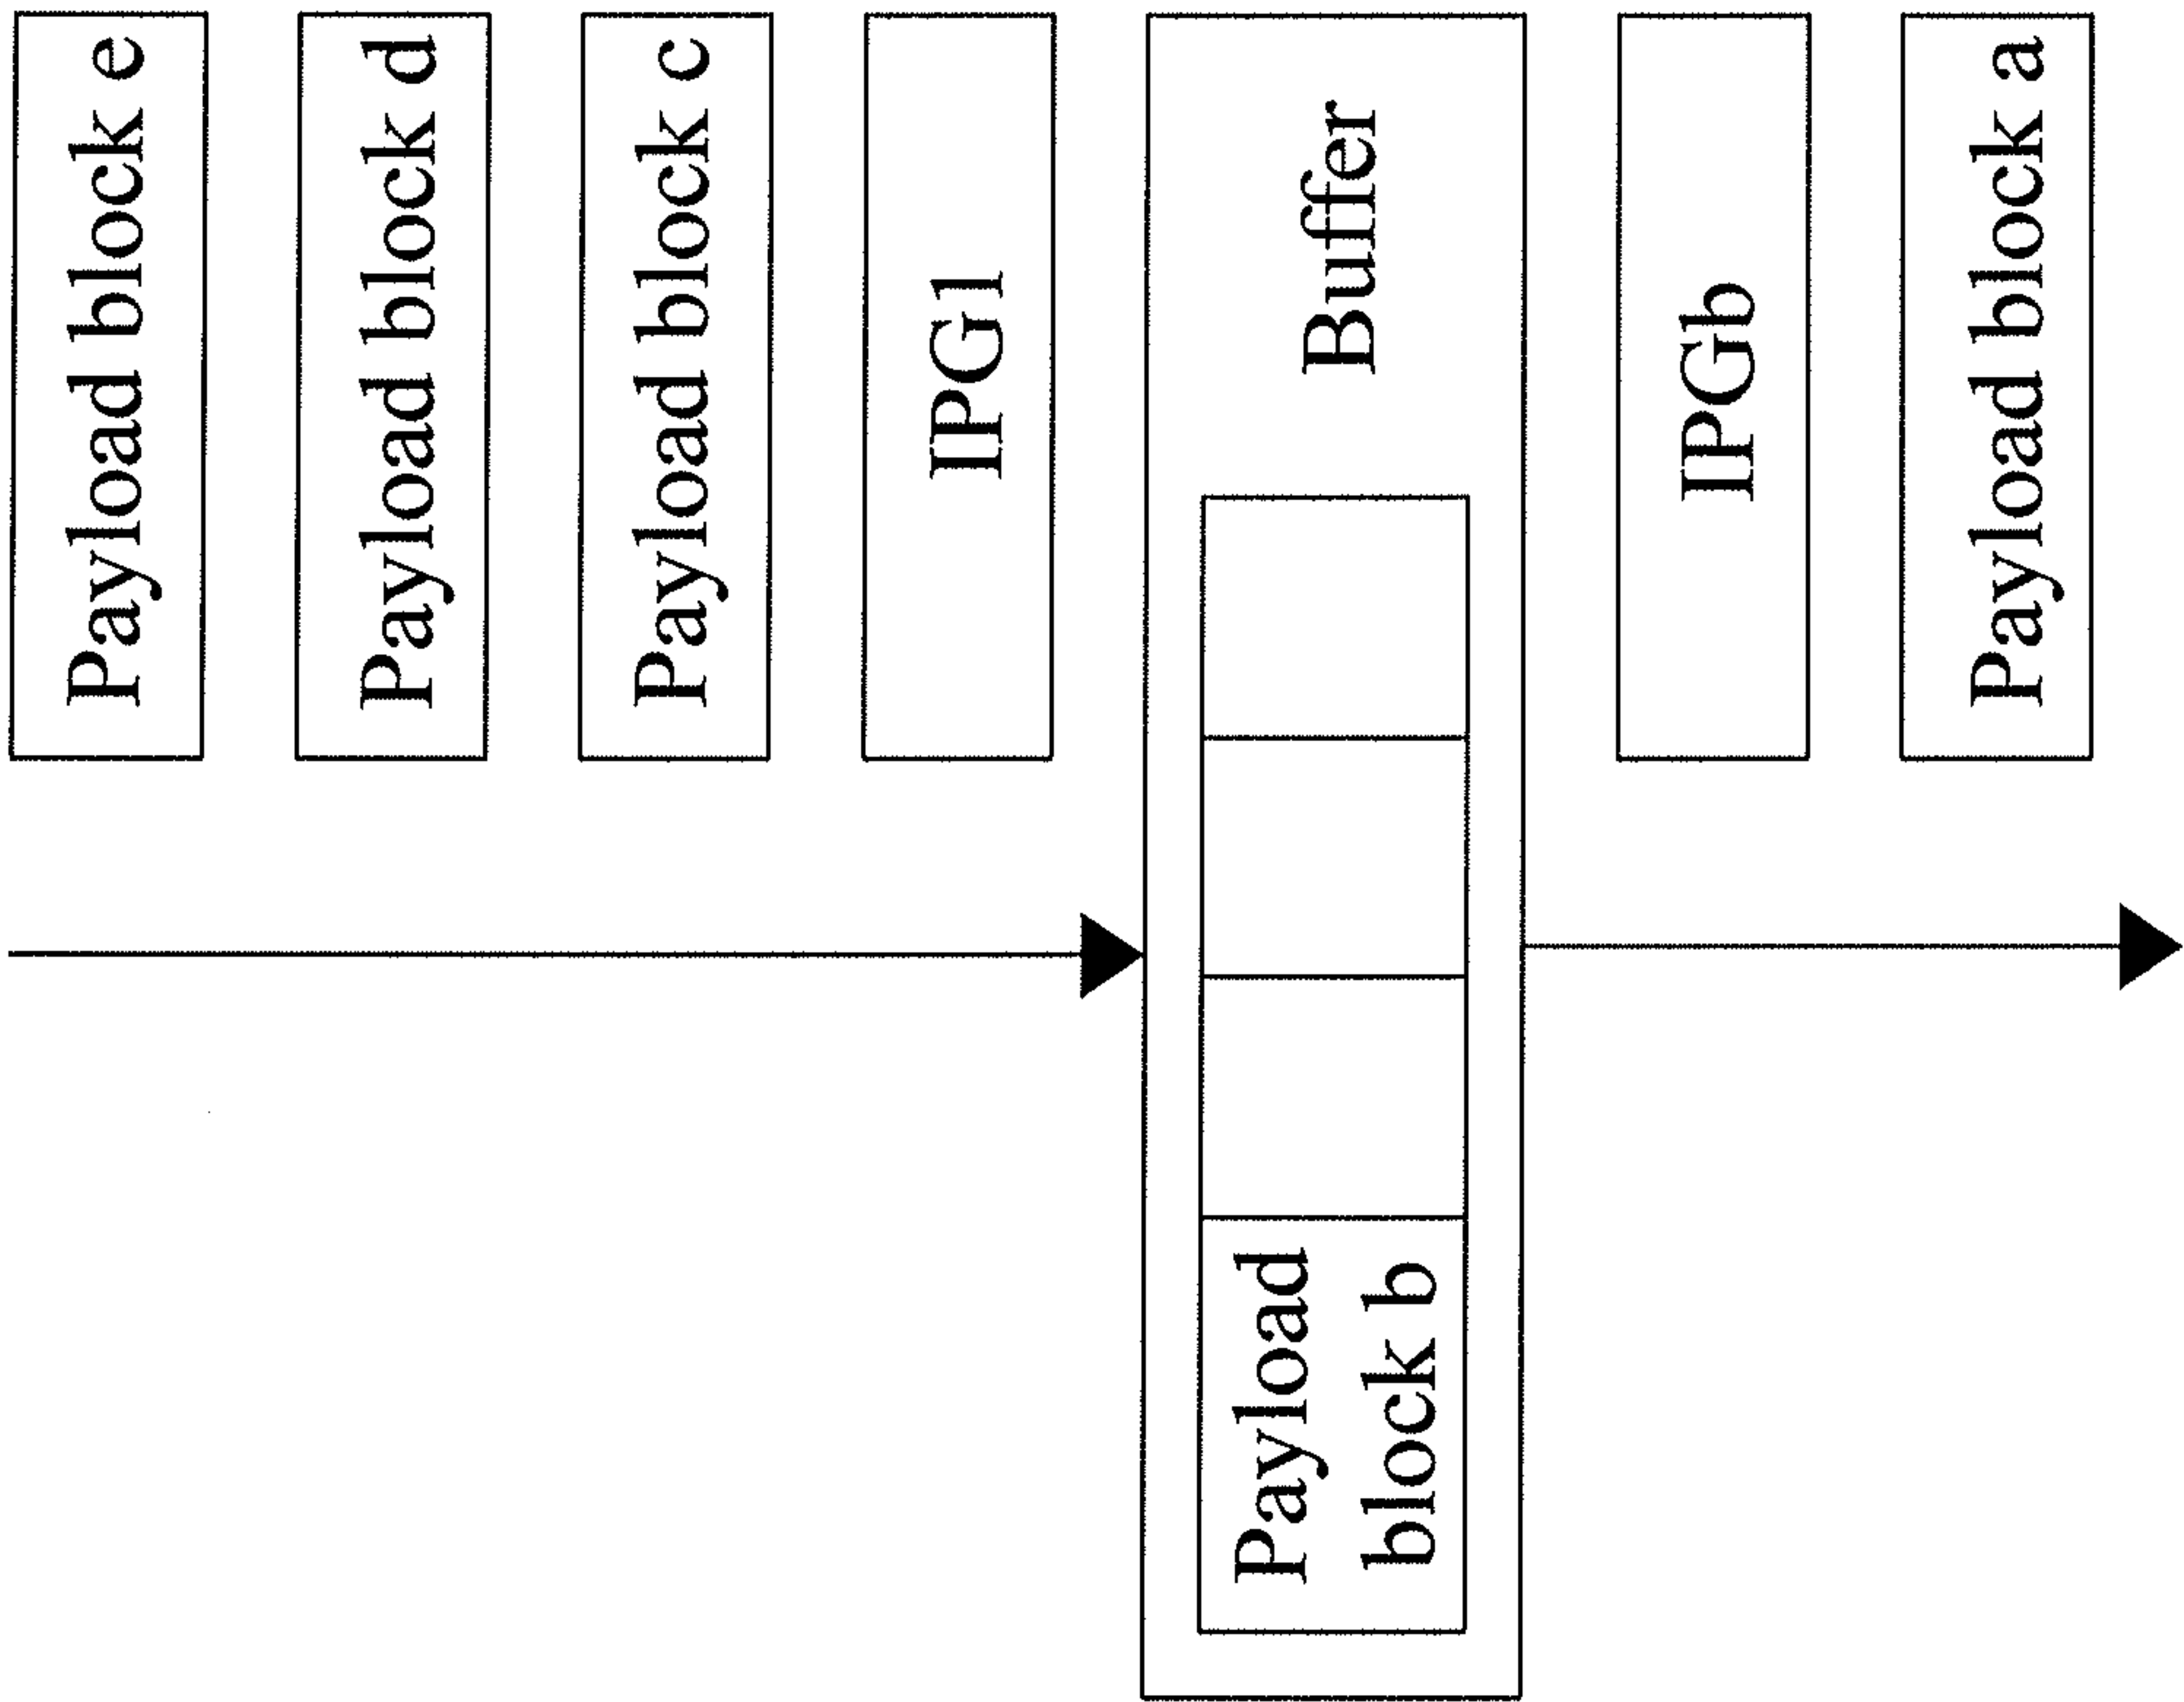 Payload block e
Payload block d
Payload block c
IPG1
Payload
block b
Buffer
IPGb
Payload block a